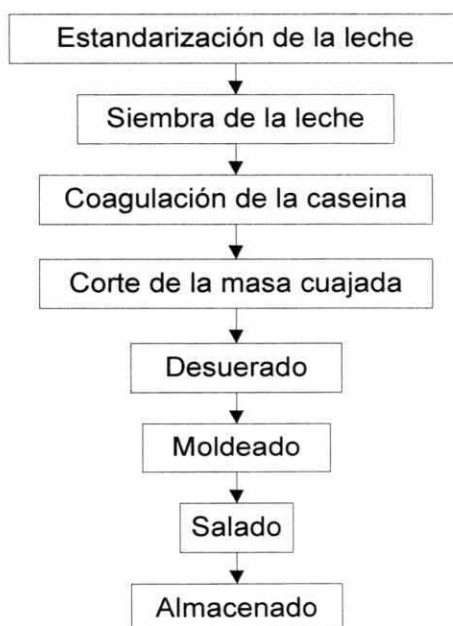 Estandarización de la leche
Siembra de la leche
Coagulación de la caseina
Corte de la masa cuajada
Desuerado
Moldeado
Salado
Almacenado